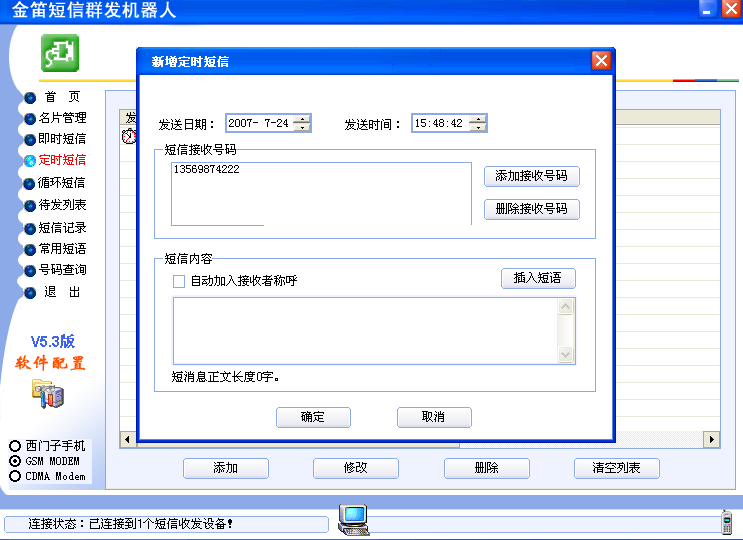 金笛短信群发机器人
新增定时短信
首 页
名片管理
即时短信
定时短信
循环短信
待发列表
短信记录
常用短语
号码查询
退 出
V5.3版
软件配置
西门子手机
GSM MODEM
CDMA Modem
发送日期： 2007- 7-24 发送时间： 15:48:42
短信接收号码
13569874222
添加接收号码
删除接收号码
短信内容
自动加入接收者称呼
插入短语
短消息正文长度0字。
确定 取消
添加 修改 删除 清空列表
连接状态：已连接到1个短信收发设备！